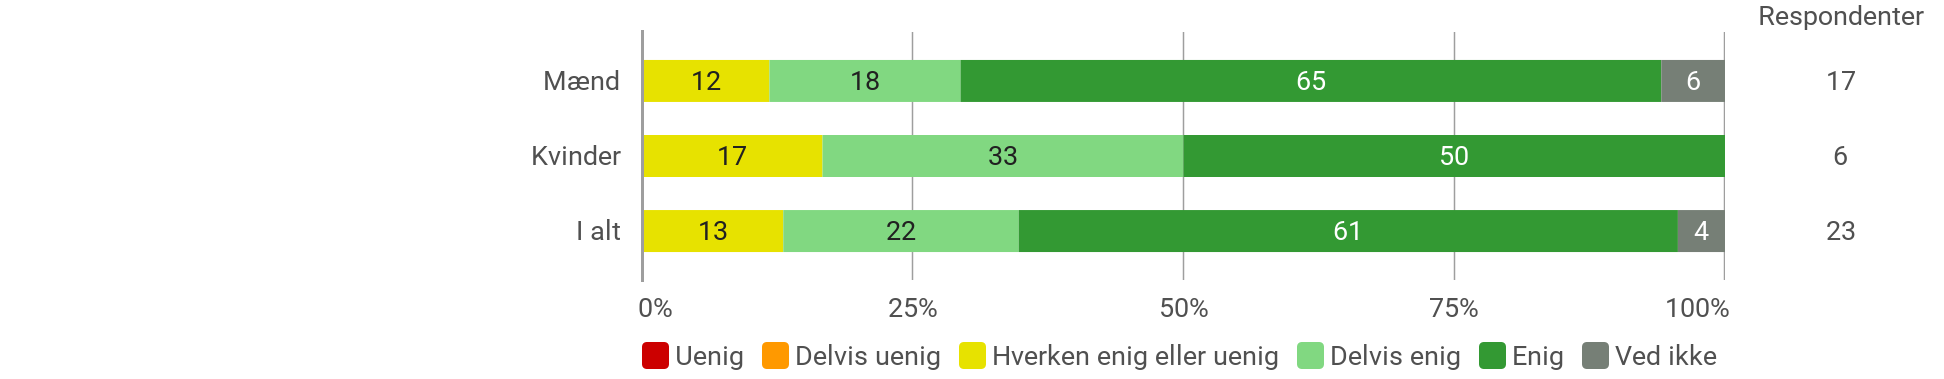 Respondenter
Mænd 12 18 65 6 17
Kvinder 17 33 50 6
I alt 13 22 61 4 23
0% 25% 50% 75% 100%
Uenig Delvis uenig Hverken enig eller uenig Delvis enig Enig Ved ikke